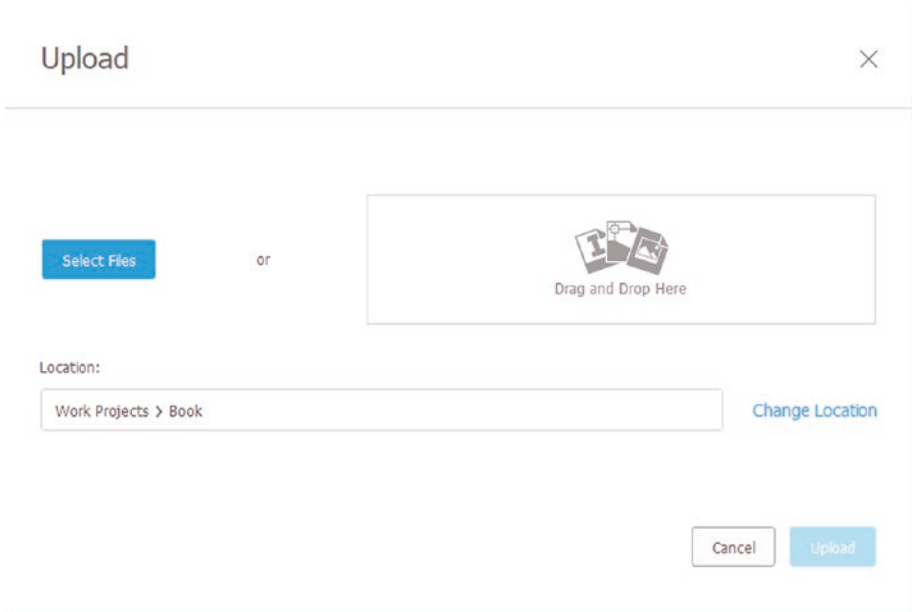 Upload
Select Files
or
Drag and Drop Here
Location:
Work Projects > Book
Change Location
Cancel
Upload